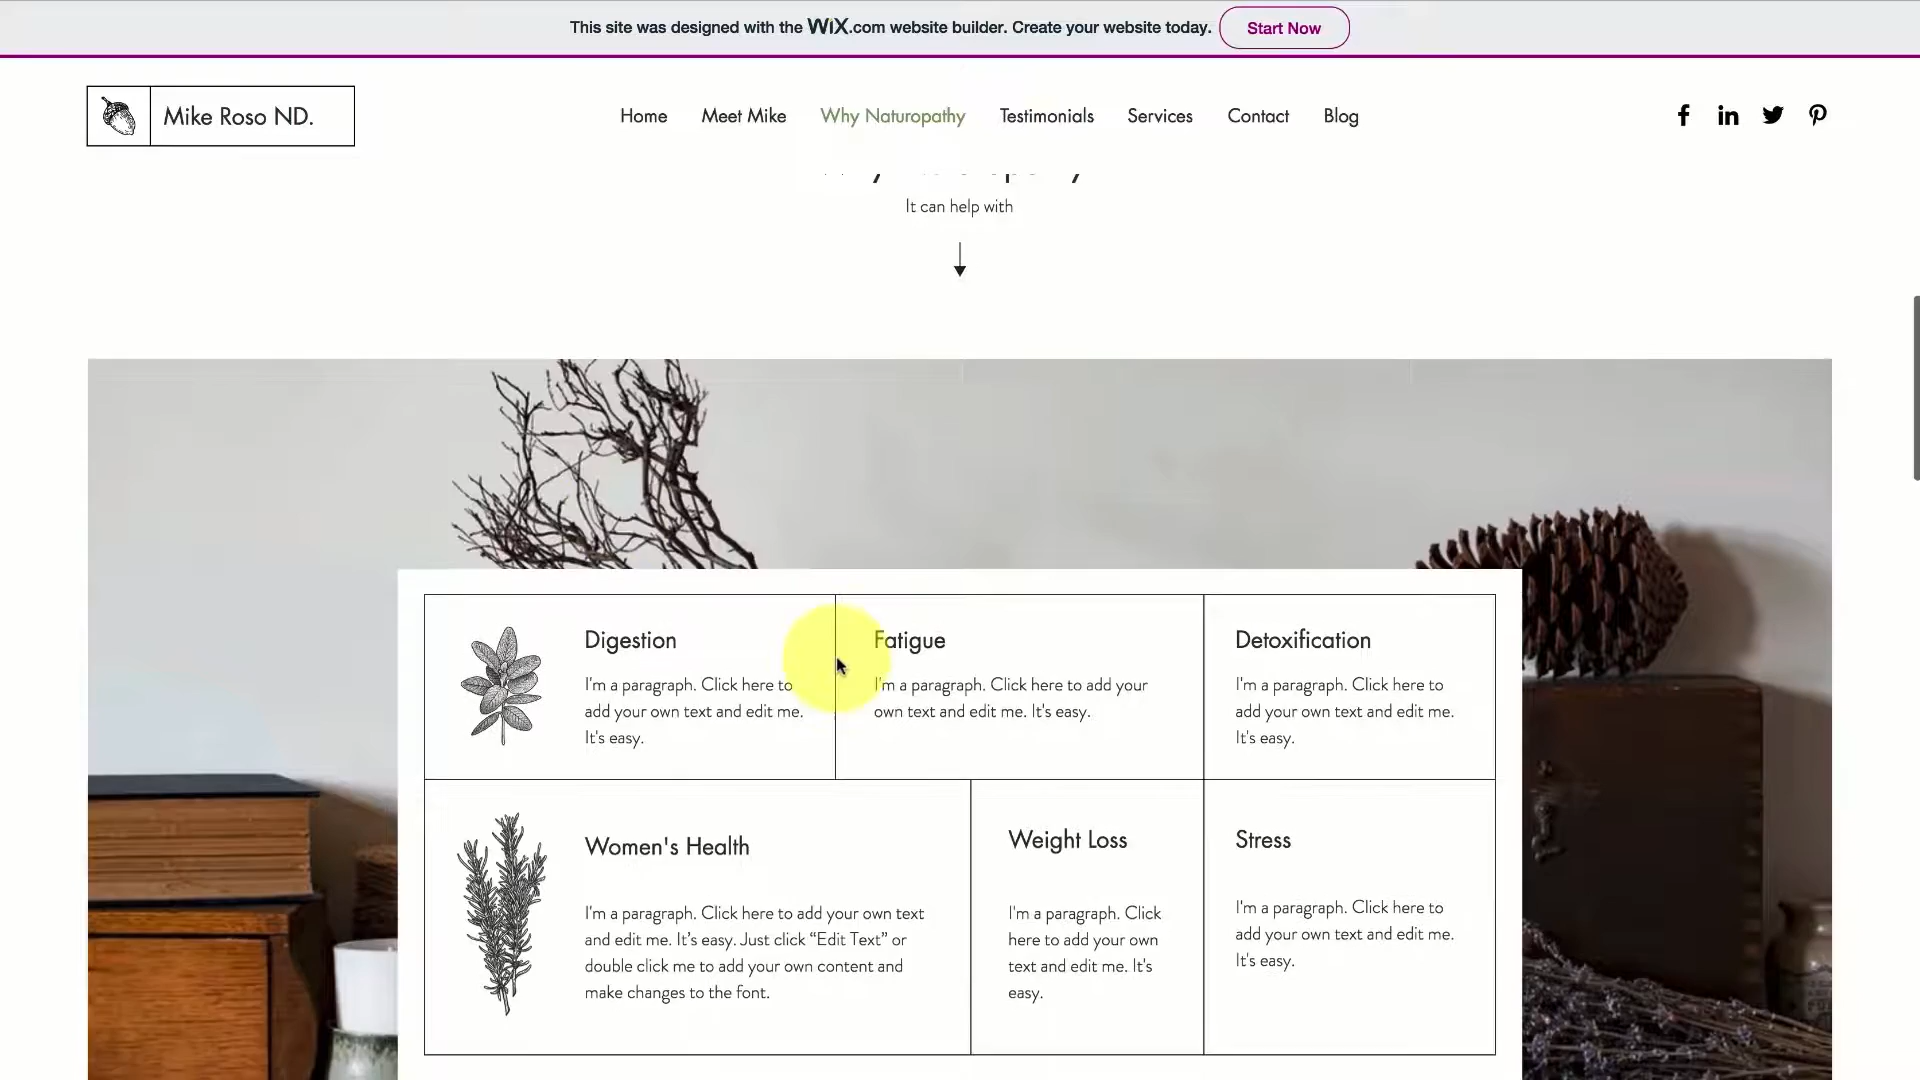 This site was designed with the WiX.com website builder. Create your website today. Start Now
Mike Roso ND.
Home Meet Mike Why Naturopathy Testimonials Services Contact Blog
It can help with
Digestion
I'm a paragraph. Click here to
add your own text and edit me.
It's easy.
Fatigue
I'm a paragraph. Click here to add your
own text and edit me. It's easy.
Detoxification
I'm a paragraph. Click here to
add your own text and edit me.
It's easy.
Women's Health
I'm a paragraph. Click here to add your own text
and edit me. It’s easy. Just click “Edit Text” or
double click me to add your own content and
make changes to the font.
Weight Loss
I'm a paragraph. Click
here to add your own
text and edit me. It's
easy.
Stress
I'm a paragraph. Click here to
add your own text and edit me.
It's easy.